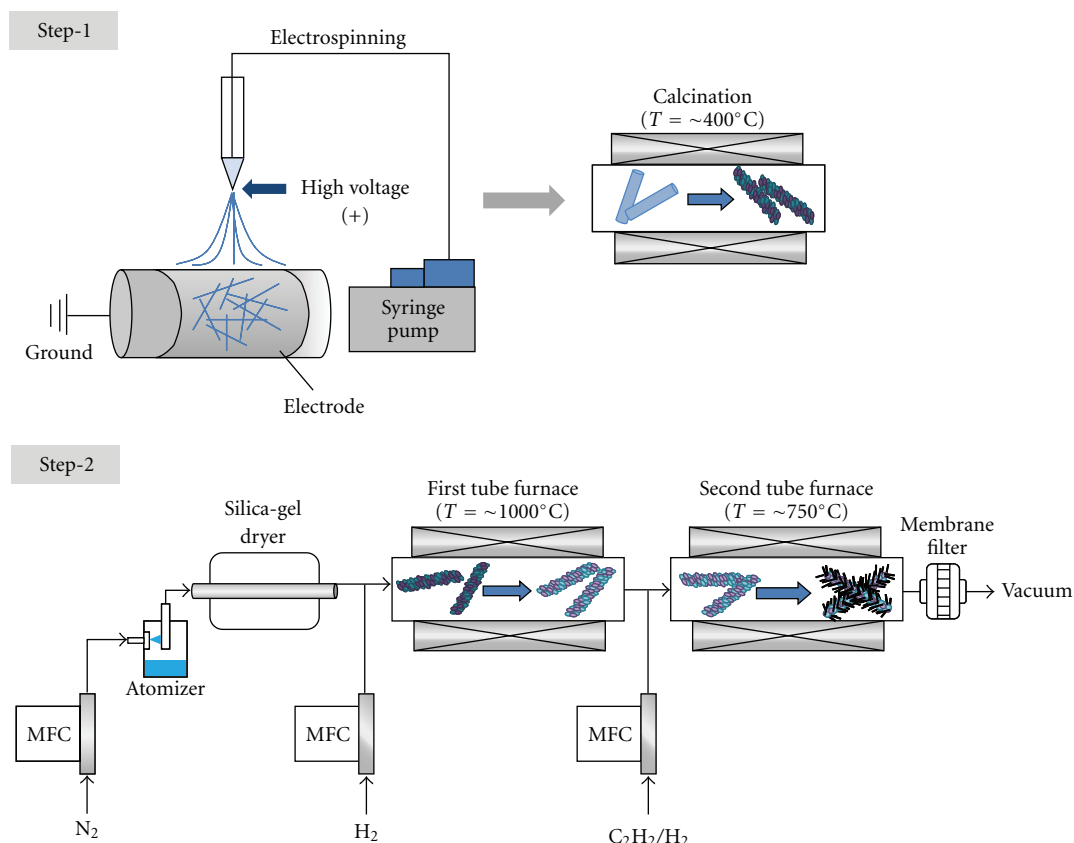 Step-1
Electrospinning
High voltage
(+)
Ground
Electrode
Syringe
pump
Calcination
(T = ~400°C)
Step-2
Silica-gel
dryer
First tube furnace
(T = ~1000°C)
Second tube furnace
(T = ~750°C)
Membrane
filter
Vacuum
Atomizer
MFC
MFC
MFC
N₂
H₂
C₂H₂/H₂